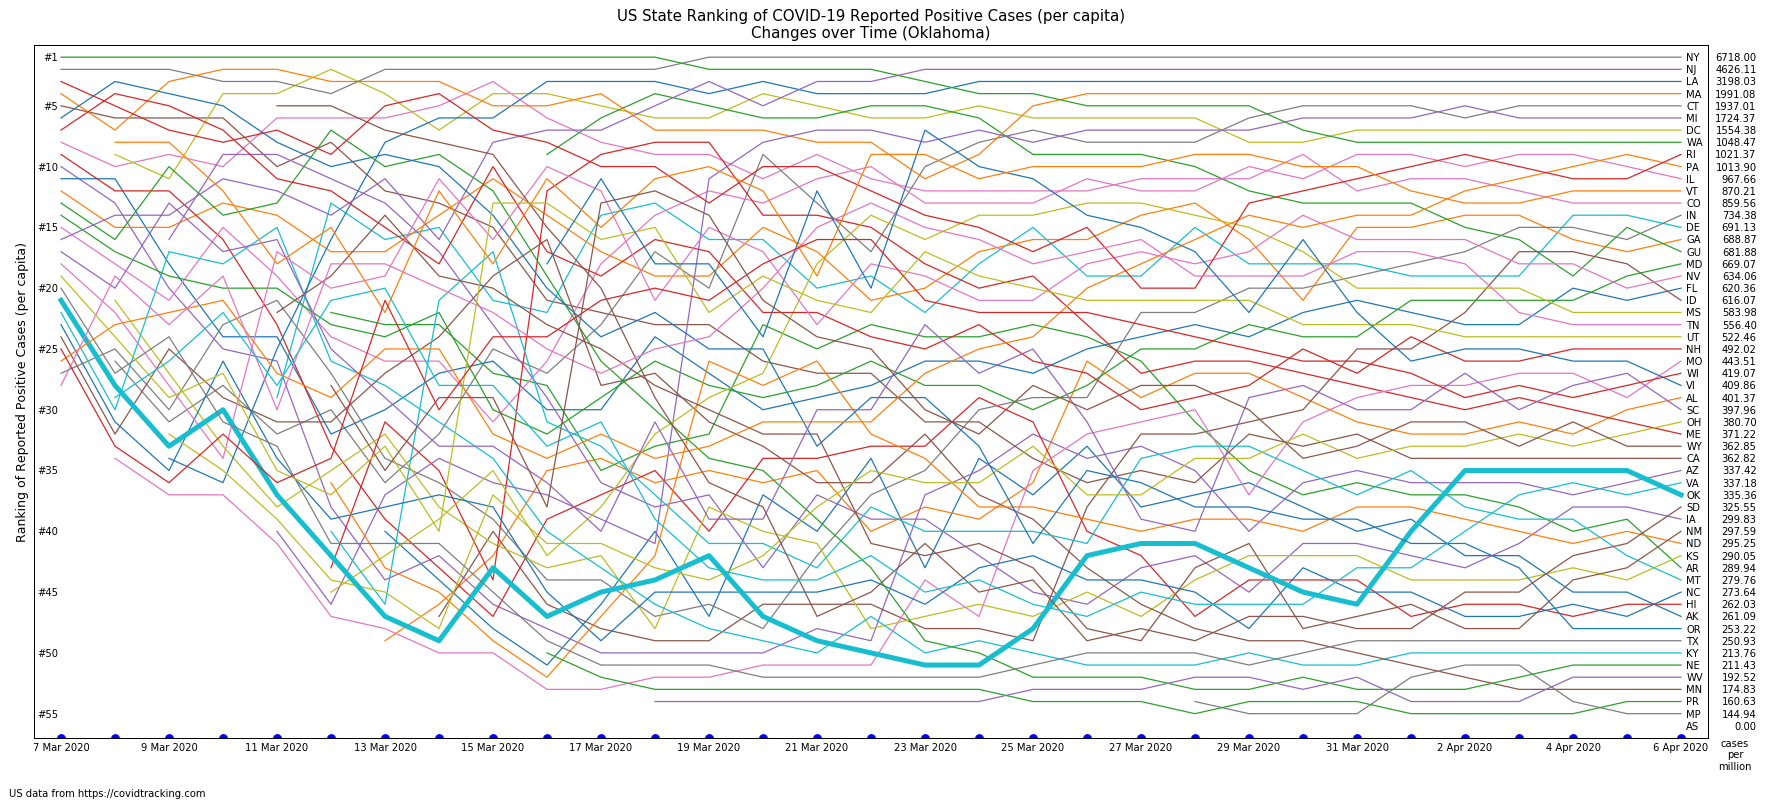 US State Ranking of COVID-19 Reported Positive Cases (per capita)
Changes over Time (Oklahoma)
Ranking of Reported Positive Cases (per capita)
#1
#5
#10
#15
#20
#25
#30
#35
#40
#45
#50
#55
NY 6718.00
NJ 4626.11
LA 3198.03
MA 1991.08
CT 1937.01
MI 1724.37
DC 1554.38
WA 1048.47
RI 1021.37
PA 1013.90
IL 967.66
VT 870.21
CO 859.56
IN 734.38
DE 691.13
GA 688.87
GU 681.88
MD 669.07
NV 634.06
FL 620.36
ID 616.07
MS 583.98
TN 556.40
UT 522.46
NH 492.02
MO 443.51
WI 419.07
VI 409.86
AL 401.37
SC 397.96
OH 380.70
ME 371.22
WY 362.85
CA 362.82
AZ 337.42
VA 337.18
OK 335.36
SD 325.55
IA 299.83
NM 297.59
ND 295.25
KS 290.05
AR 289.94
MT 279.76
NC 273.64
HI 262.03
AK 261.09
OR 253.22
TX 250.93
KY 213.76
NE 211.43
WV 192.52
MN 174.83
PR 160.63
MP 144.94
AS 0.00
7 Mar 2020 9 Mar 2020 11 Mar 2020 13 Mar 2020 15 Mar 2020 17 Mar 2020 19 Mar 2020 21 Mar 2020 23 Mar 2020 25 Mar 2020 27 Mar 2020 29 Mar 2020 31 Mar 2020 2 Apr 2020 4 Apr 2020 6 Apr 2020
cases
per
million
US data from https://covidtracking.com